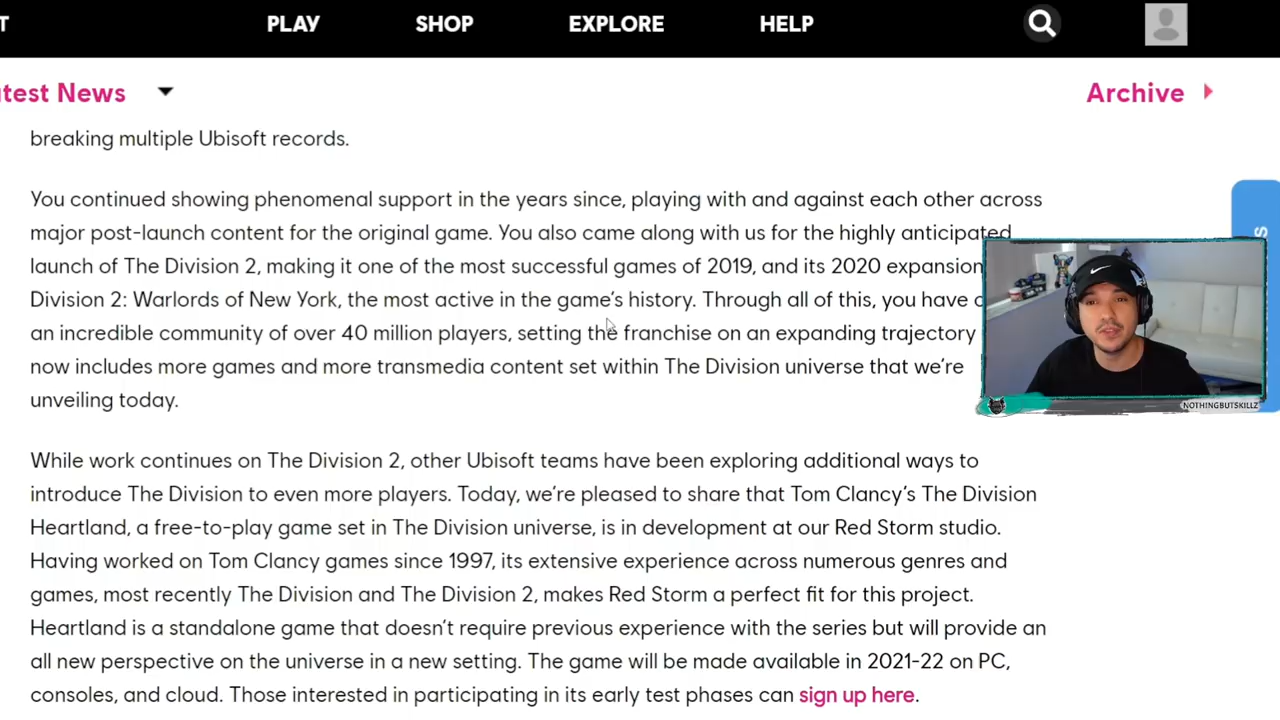 T PLAY SHOP EXPLORE HELP
test News Archive
breaking multiple Ubisoft records.
You continued showing phenomenal support in the years since, playing with and against each other across
major post-launch content for the original game. You also came along with us for the highly anticipated
launch of The Division 2, making it one of the most successful games of 2019, and its 2020 expansion
Division 2: Warlords of New York, the most active in the game's history. Through all of this, you have
an incredible community of over 40 million players, setting the franchise on an expanding trajectory
now includes more games and more transmedia content set within The Division universe that we're
unveiling today.
NOTHINGBUTSKILLZ
While work continues on The Division 2, other Ubisoft teams have been exploring additional ways to
introduce The Division to even more players. Today, we're pleased to share that Tom Clancy's The Division
Heartland, a free-to-play game set in The Division universe, is in development at our Red Storm studio.
Having worked on Tom Clancy games since 1997, its extensive experience across numerous genres and
games, most recently The Division and The Division 2, makes Red Storm a perfect fit for this project.
Heartland is a standalone game that doesn't require previous experience with the series but will provide an
all new perspective on the universe in a new setting. The game will be made available in 2021-22 on PC,
consoles, and cloud. Those interested in participating in its early test phases can sign up here.